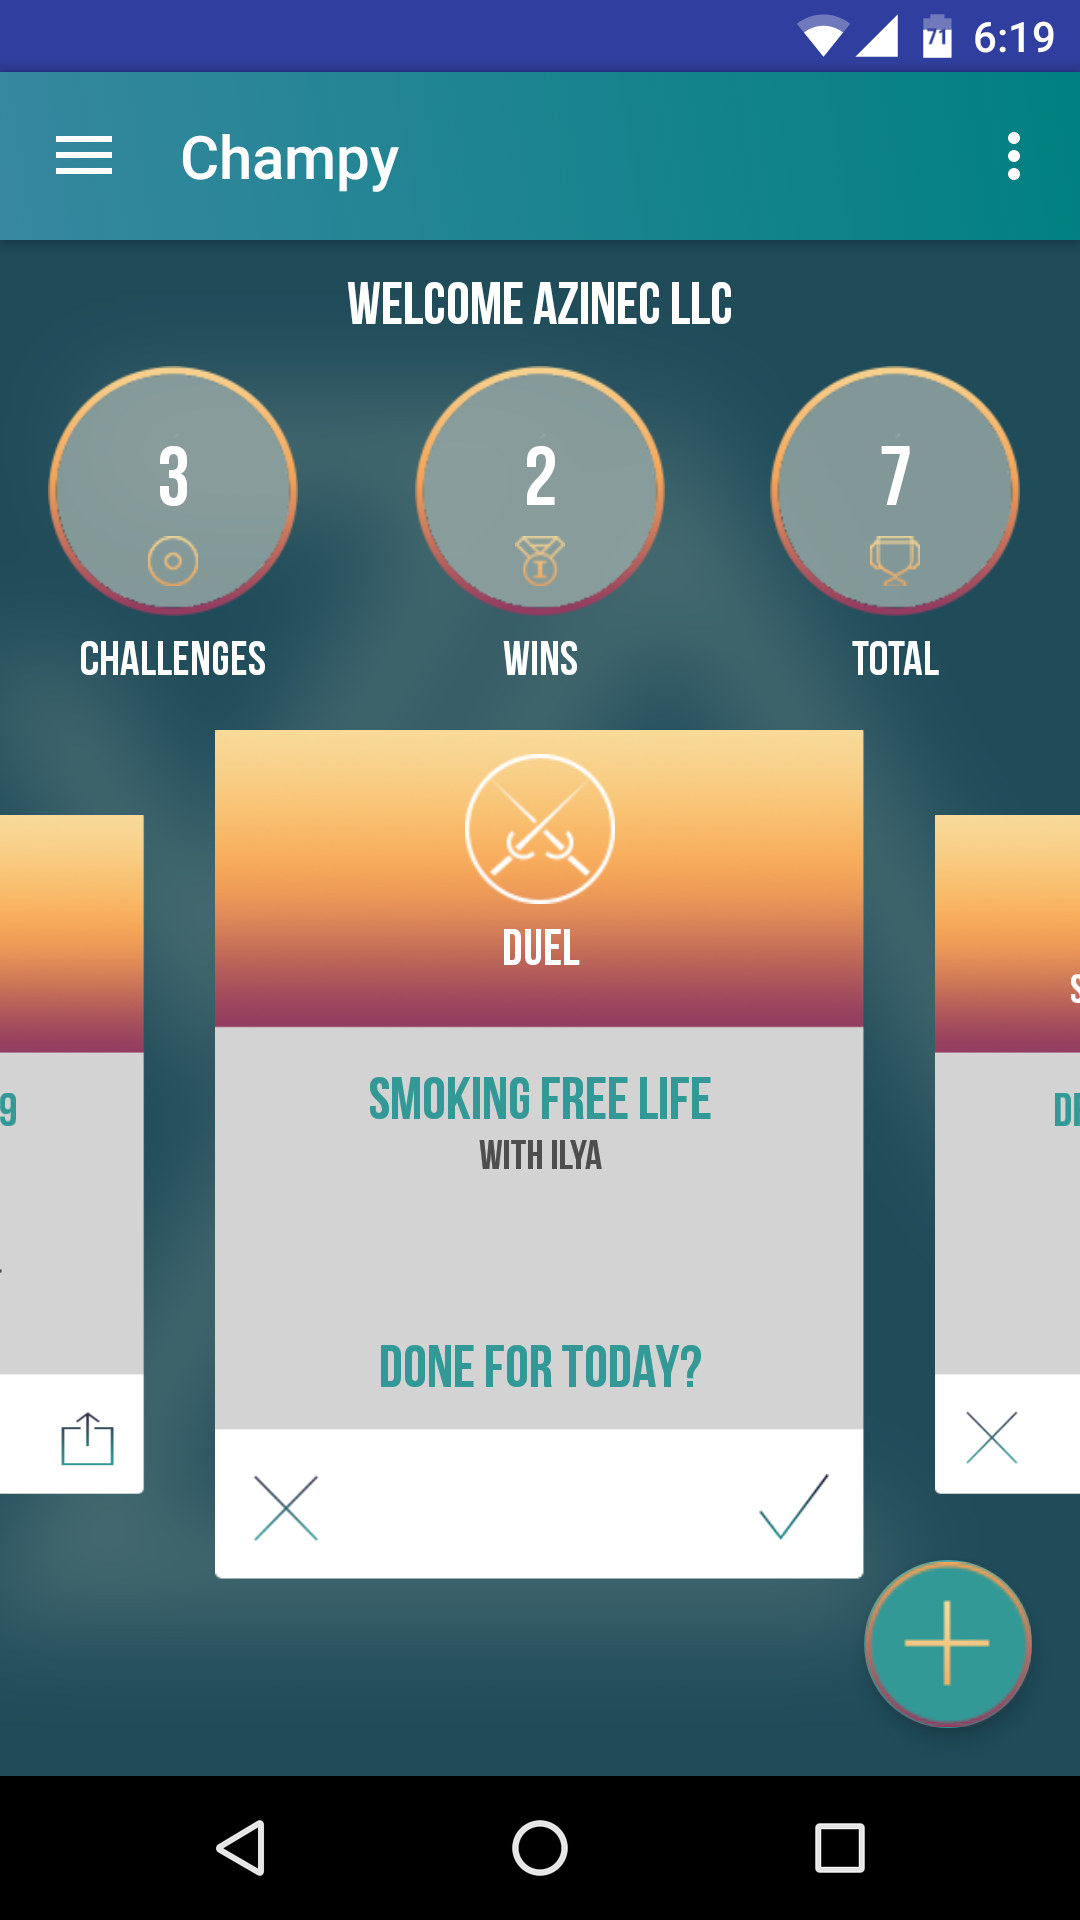 71 6:19
Champy
WELCOME AZINEC LLC
3 2 7
CHALLENGES WINS TOTAL
DUEL
S
9 SMOKING FREE LIFE
WITH ILYA
DONE FOR TODAY?